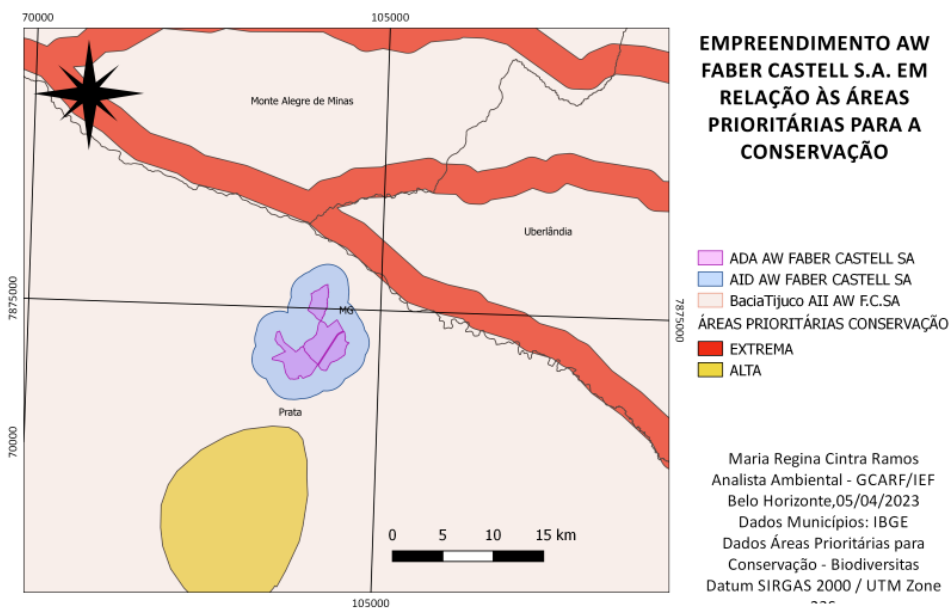 70000
105000
EMPREENDIMENTO AW
FABER CASTELL S.A. EM
RELAÇÃO ÀS ÁREAS
PRIORITÁRIAS PARA A
CONSERVAÇÃO
Monte Alegre de Minas
Uberlândia
ADA AW FABER CASTELL SA
AID AW FABER CASTELL SA
BaciaTijuco AII AW F.C.SA
ÁREAS PRIORITÁRIAS CONSERVAÇÃO
EXTREMA
ALTA
7875000
MG
7875000
Prata
70000
Maria Regina Cintra Ramos
Analista Ambiental - GCARF/IEF
Belo Horizonte,05/04/2023
Dados Municípios: IBGE
Dados Áreas Prioritárias para
Conservação - Biodiversitas
Datum SIRGAS 2000 / UTM Zone
0 5 10 15 km
105000